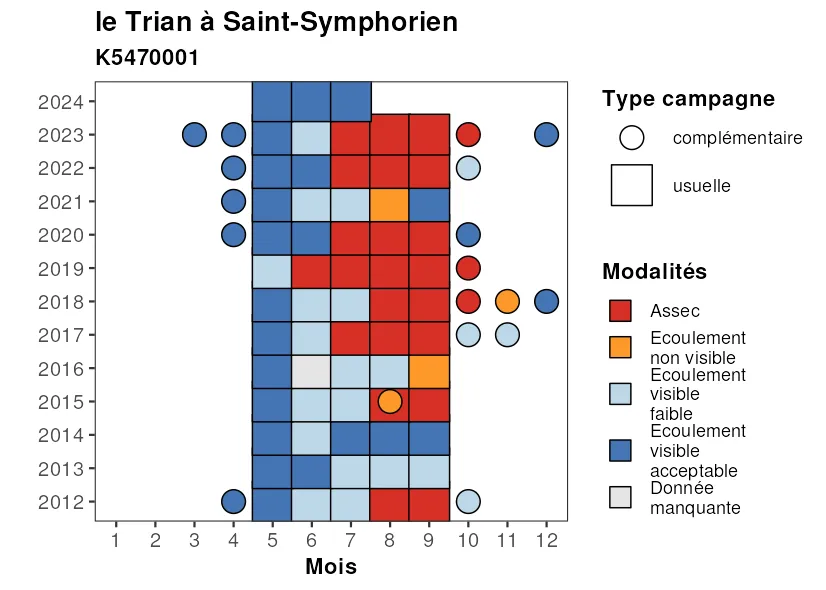 le Trian à Saint-Symphorien
K5470001
2024
2023
2022
2021
2020
2019
2018
2017
2016
2015
2014
2013
2012
1 2 3 4 5 6 7 8 9 10 11 12
Mois
Type campagne
complémentaire
usuelle
Modalités
Assec
Ecoulement
non visible
Ecoulement
visible
faible
Ecoulement
visible
acceptable
Donnée
manquante